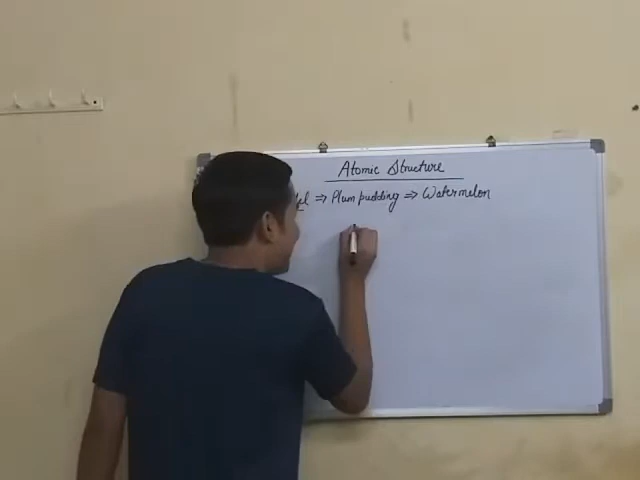 Atomic Structure
⇒ Plum pudding ⇒ Watermelon